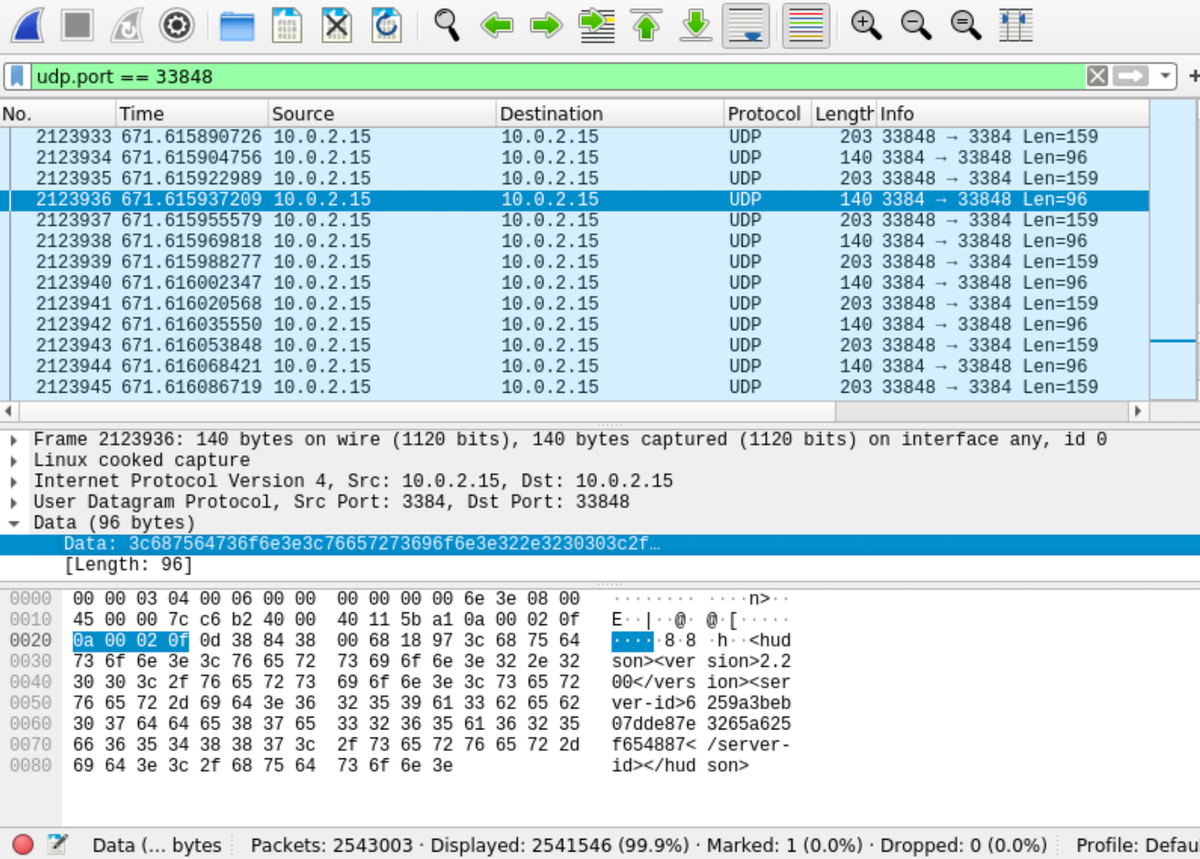 udp.port == 33848
No. Time Source Destination Protocol Length Info
2123933 671.615890726 10.0.2.15 10.0.2.15 UDP 203 33848 → 3384 Len=159
2123934 671.615904756 10.0.2.15 10.0.2.15 UDP 140 3384 → 33848 Len=96
2123935 671.615922989 10.0.2.15 10.0.2.15 UDP 203 33848 → 3384 Len=159
2123936 671.615937209 10.0.2.15 10.0.2.15 UDP 140 3384 → 33848 Len=96
2123937 671.615955579 10.0.2.15 10.0.2.15 UDP 203 33848 → 3384 Len=159
2123938 671.615969818 10.0.2.15 10.0.2.15 UDP 140 3384 → 33848 Len=96
2123939 671.615988277 10.0.2.15 10.0.2.15 UDP 203 33848 → 3384 Len=159
2123940 671.616002347 10.0.2.15 10.0.2.15 UDP 140 3384 → 33848 Len=96
2123941 671.616020568 10.0.2.15 10.0.2.15 UDP 203 33848 → 3384 Len=159
2123942 671.616035550 10.0.2.15 10.0.2.15 UDP 140 3384 → 33848 Len=96
2123943 671.616053848 10.0.2.15 10.0.2.15 UDP 203 33848 → 3384 Len=159
2123944 671.616068421 10.0.2.15 10.0.2.15 UDP 140 3384 → 33848 Len=96
2123945 671.616086719 10.0.2.15 10.0.2.15 UDP 203 33848 → 3384 Len=159
Frame 2123936: 140 bytes on wire (1120 bits), 140 bytes captured (1120 bits) on interface any, id 0
Linux cooked capture
Internet Protocol Version 4, Src: 10.0.2.15, Dst: 10.0.2.15
User Datagram Protocol, Src Port: 3384, Dst Port: 33848
Data (96 bytes)
Data: 3c687564736f6e3e3c76657273696f6e3e322e3230303c2f…
[Length: 96]
0000 00 00 03 04 00 06 00 00 00 00 00 00 6e 3e 08 00 ········ ····n>··
0010 45 00 00 7c c6 b2 40 00 40 11 5b a1 0a 00 02 0f E··|··@· @·[·····
0020 0a 00 02 0f 0d 38 84 38 00 68 18 97 3c 68 75 64 ·····8·8 ·h··<hud
0030 73 6f 6e 3e 3c 76 65 72 73 69 6f 6e 3e 32 2e 32 son><ver sion>2.2
0040 30 30 3c 2f 76 65 72 73 69 6f 6e 3e 3c 73 65 72 00</vers ion><ser
0050 76 65 72 2d 69 64 3e 36 32 35 39 61 33 62 65 62 ver-id>6 259a3beb
0060 30 37 64 64 65 38 37 65 33 32 36 35 61 36 32 35 07dde87e 3265a625
0070 66 36 35 34 38 38 37 3c 2f 73 65 72 76 65 72 2d f654887< /server-
0080 69 64 3e 3c 2f 68 75 64 73 6f 6e 3e id></hud son>
Data (… bytes Packets: 2543003 · Displayed: 2541546 (99.9%) · Marked: 1 (0.0%) · Dropped: 0 (0.0%) Profile: Defau